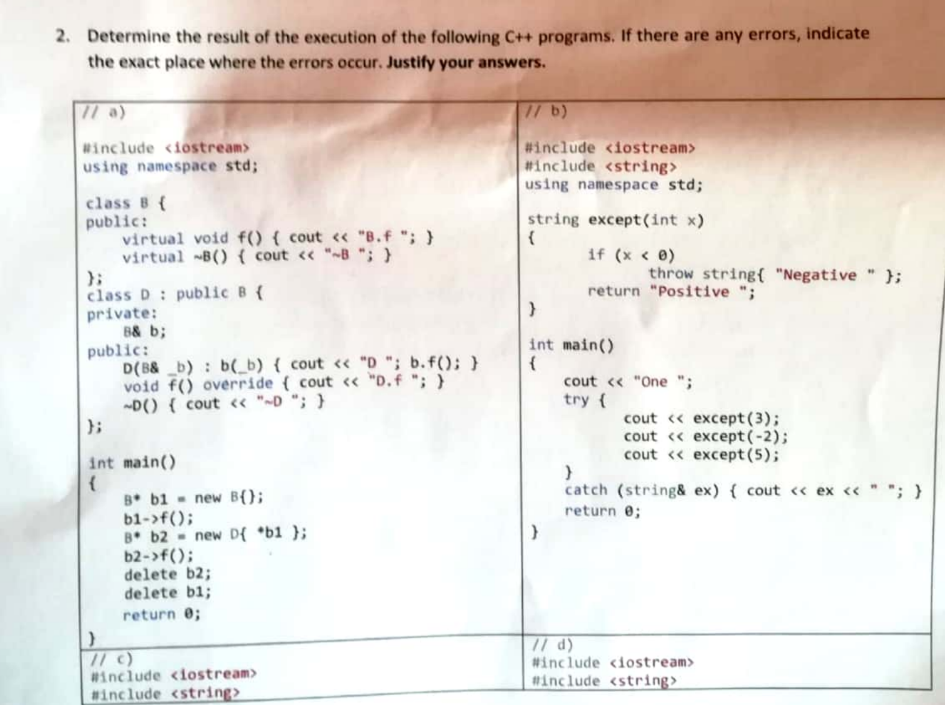 2. Determine the result of the execution of the following C++ programs. If there are any errors, indicate
the exact place where the errors occur. Justify your answers.
// a)
#include <iostream>
using namespace std;
class B {
public:
virtual void f() { cout << "B.f "; }
virtual ~B() { cout << "~B "; }
};
class D : public B {
private:
B& b;
public:
D(B& _b) : b(_b) { cout << "D "; b.f(); }
void f() override { cout << "D.f "; }
~D() { cout << "~D "; }
};
int main()
{
B* b1 = new B{};
b1->f();
B* b2 = new D{ *b1 };
b2->f();
delete b2;
delete b1;
return 0;
}
// b)
#include <iostream>
#include <string>
using namespace std;
string except(int x)
{
if (x < 0)
throw string{ "Negative " };
return "Positive ";
}
int main()
{
cout << "One ";
try {
cout << except(3);
cout << except(-2);
cout << except(5);
}
catch (string& ex) { cout << ex << " "; }
return 0;
}
// c)
#include <iostream>
#include <string>
// d)
#include <iostream>
#include <string>